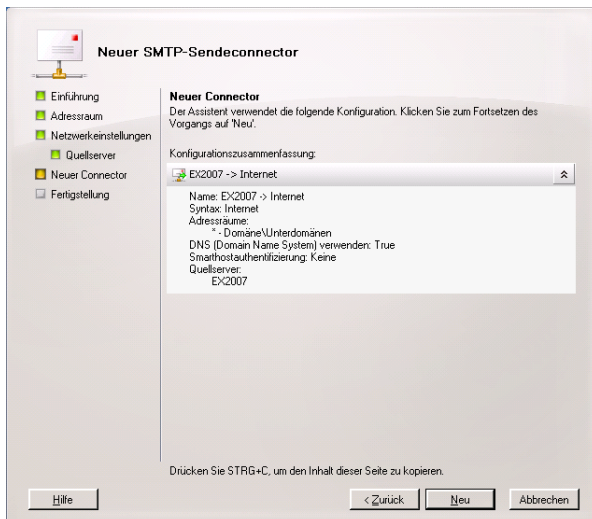 Neuer SMTP-Sendeconnector
Einführung
Adressraum
Netzwerkeinstellungen
Quellserver
Neuer Connector
Fertigstellung
Neuer Connector
Der Assistent verwendet die folgende Konfiguration. Klicken Sie zum Fortsetzen des
Vorgangs auf 'Neu'.
Konfigurationszusammenfassung:
EX2007 -> Internet
Name: EX2007 -> Internet
Syntax: Internet
Adressräume:
* - Domäne\Unterdomänen
DNS (Domain Name System) verwenden: True
Smarthostauthentifizierung: Keine
Quellserver:
EX2007
Drücken Sie STRG+C, um den Inhalt dieser Seite zu kopieren.
Hilfe
< Zurück
Neu
Abbrechen